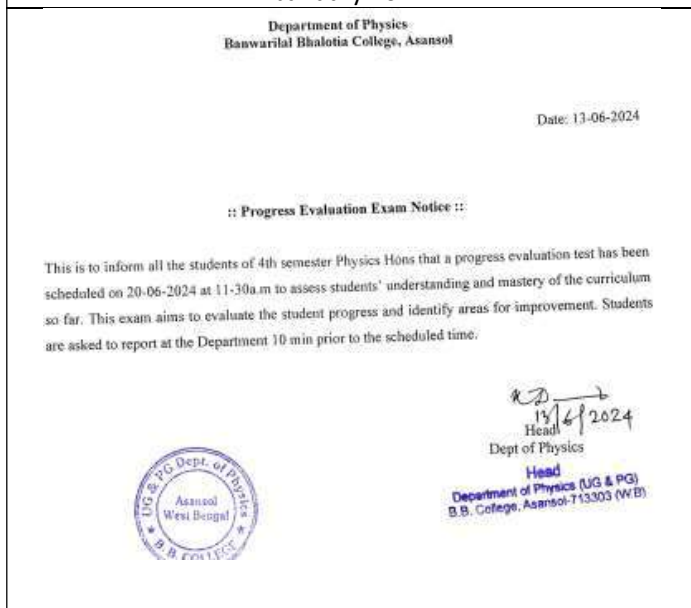 Department of Physics
Banwarilal Bhalotia College, Asansol
Date: 13-06-2024
:: Progress Evaluation Exam Notice ::
This is to inform all the students of 4th semester Physics Hons that a progress evaluation test has been
scheduled on 20-06-2024 at 11-30a.m to assess students' understanding and mastery of the curriculum
so far. This exam aims to evaluate the student progress and identify areas for improvement. Students
are asked to report at the Department 10 min prior to the scheduled time.
13/6/2024
Head
Dept of Physics
Head
Department of Physics (UG & PG)
B.B. College, Asansol-713303 (W.B)
UG & PG Dept. of Physics
Asansol
West Bengal
★ B.B. COLLEGE ★